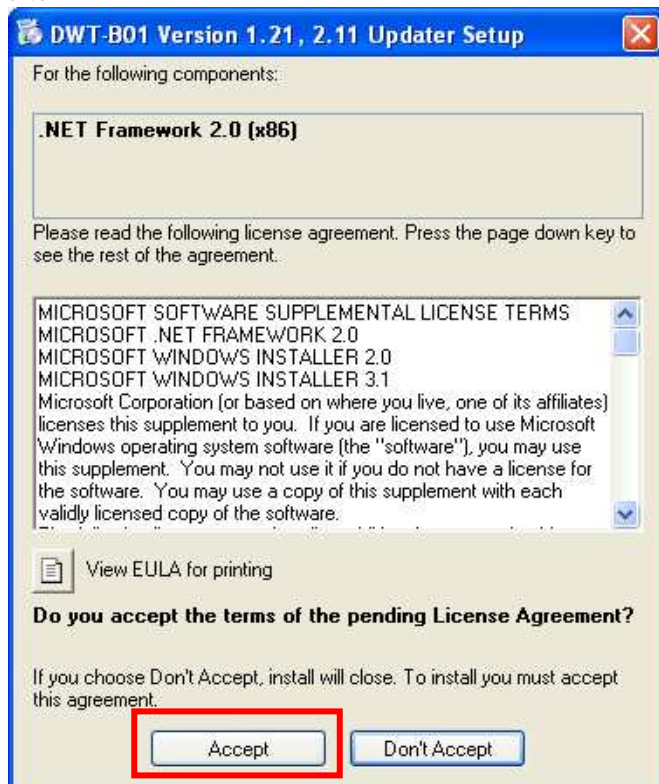 DWT-B01 Version 1.21, 2.11 Updater Setup
For the following components:
.NET Framework 2.0 (x86)
Please read the following license agreement. Press the page down key to
see the rest of the agreement.
MICROSOFT SOFTWARE SUPPLEMENTAL LICENSE TERMS
MICROSOFT .NET FRAMEWORK 2.0
MICROSOFT WINDOWS INSTALLER 2.0
MICROSOFT WINDOWS INSTALLER 3.1
Microsoft Corporation (or based on where you live, one of its affiliates)
licenses this supplement to you.  If you are licensed to use Microsoft
Windows operating system software (the "software"), you may use
this supplement.  You may not use it if you do not have a license for
the software.  You may use a copy of this supplement with each
validly licensed copy of the software.
View EULA for printing
Do you accept the terms of the pending License Agreement?
If you choose Don't Accept, install will close. To install you must accept
this agreement.
Accept
Don't Accept